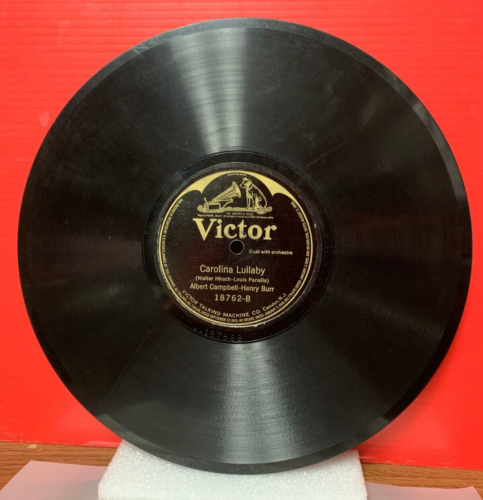 Victor
Duet with orchestra
Carolina Lullaby
(Walter Hirsch-Louis Panella)
Albert Campbell-Henry Burr
18762-B
VICTOR TALKING MACHINE CO. Camden, N.J.